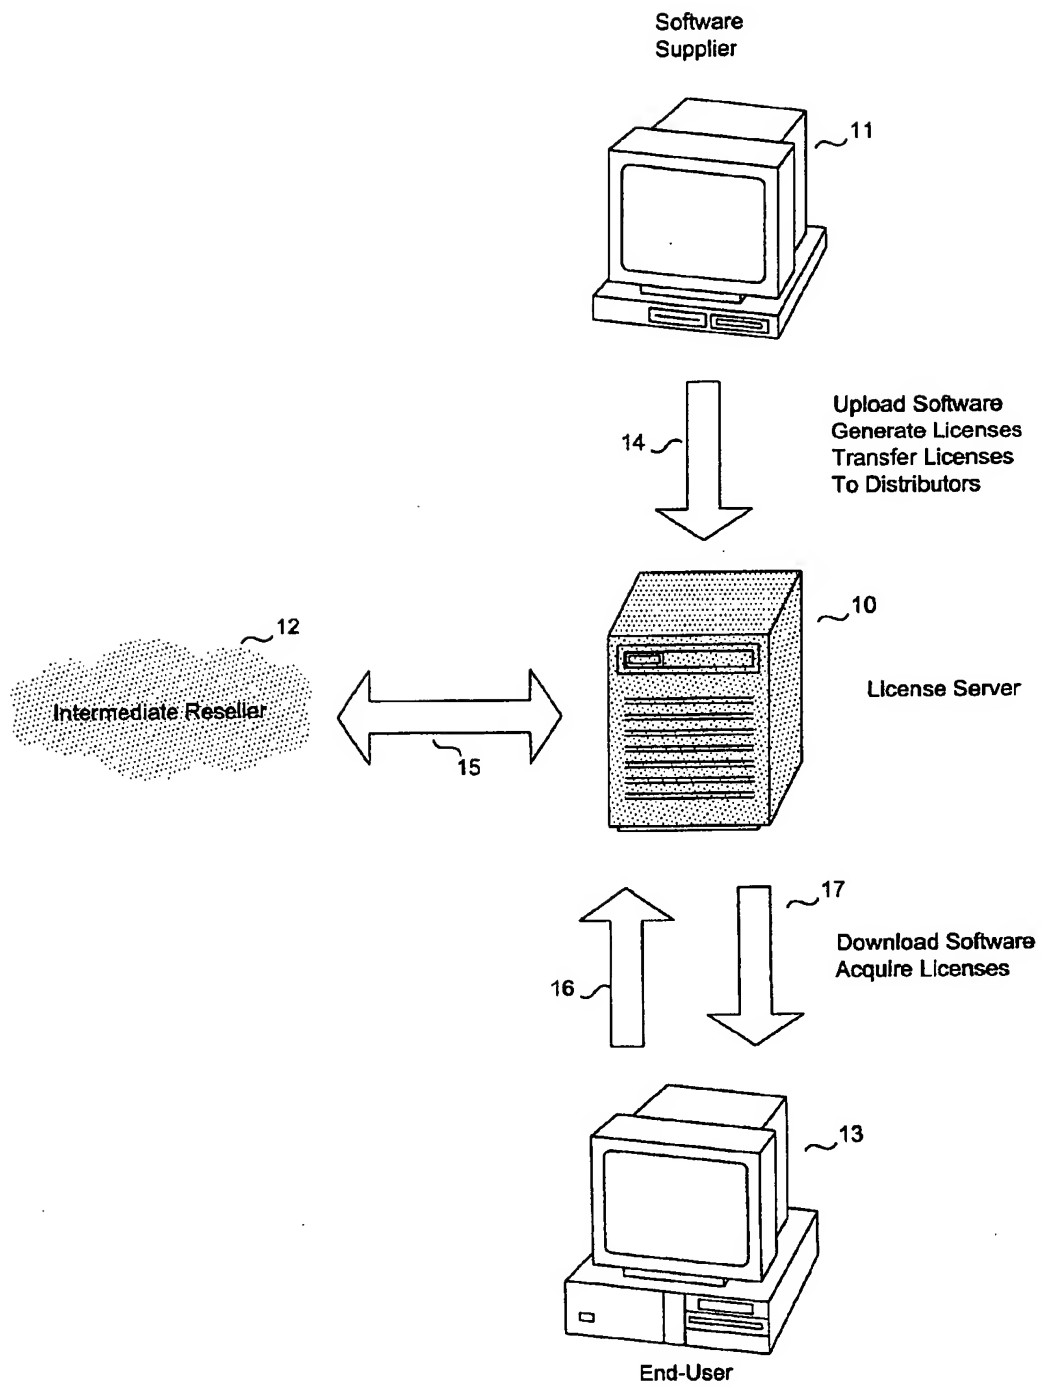 Software
Supplier
11
14
Upload Software
Generate Licenses
Transfer Licenses
To Distributors
10
12
License Server
Intermediate Reseller
15
17
Download Software
Acquire Licenses
16
13
End-User